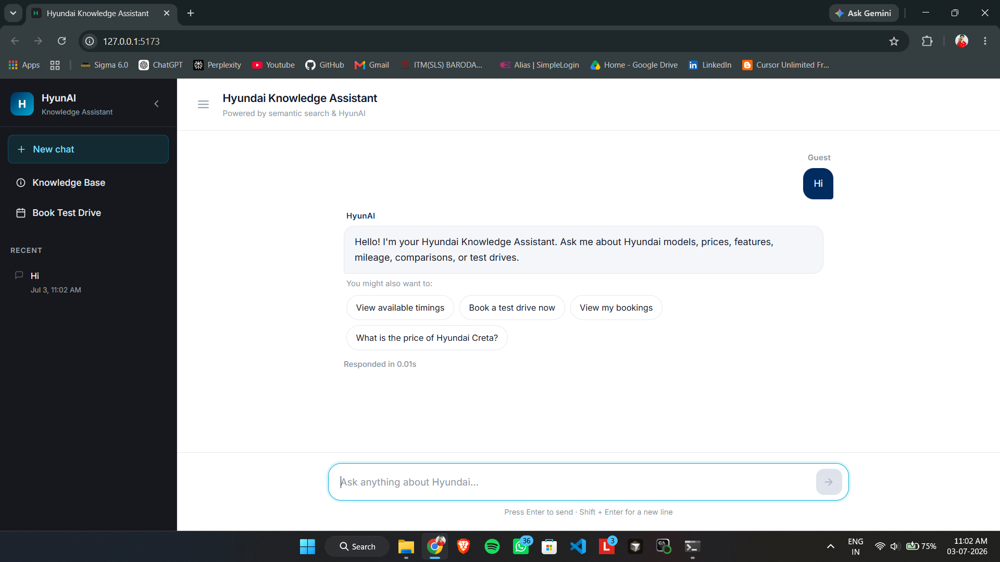 Hyundai Knowledge Assistant
Ask Gemini
127.0.0.1:5173
Apps
Sigma 6.0
ChatGPT
Perplexity
Youtube
GitHub
Gmail
ITM(SLS) BARODA...
Alias | SimpleLogin
Home - Google Drive
LinkedIn
Cursor Unlimited Fr...
H
HyunAI
Knowledge Assistant
New chat
Knowledge Base
Book Test Drive
RECENT
Hi
Jul 3, 11:02 AM
Hyundai Knowledge Assistant
Powered by semantic search & HyunAI
Guest
Hi
HyunAI
Hello! I'm your Hyundai Knowledge Assistant. Ask me about Hyundai models, prices, features,
mileage, comparisons, or test drives.
You might also want to:
View available timings
Book a test drive now
View my bookings
What is the price of Hyundai Creta?
Responded in 0.01s
Ask anything about Hyundai...
Press Enter to send · Shift + Enter for a new line
Search
36
3
ENG
IN
75%
11:02 AM
03-07-2026